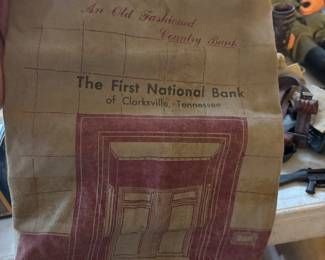 An Old Fashioned
Country Bank
The First National Bank
of Clarksville, Tennessee